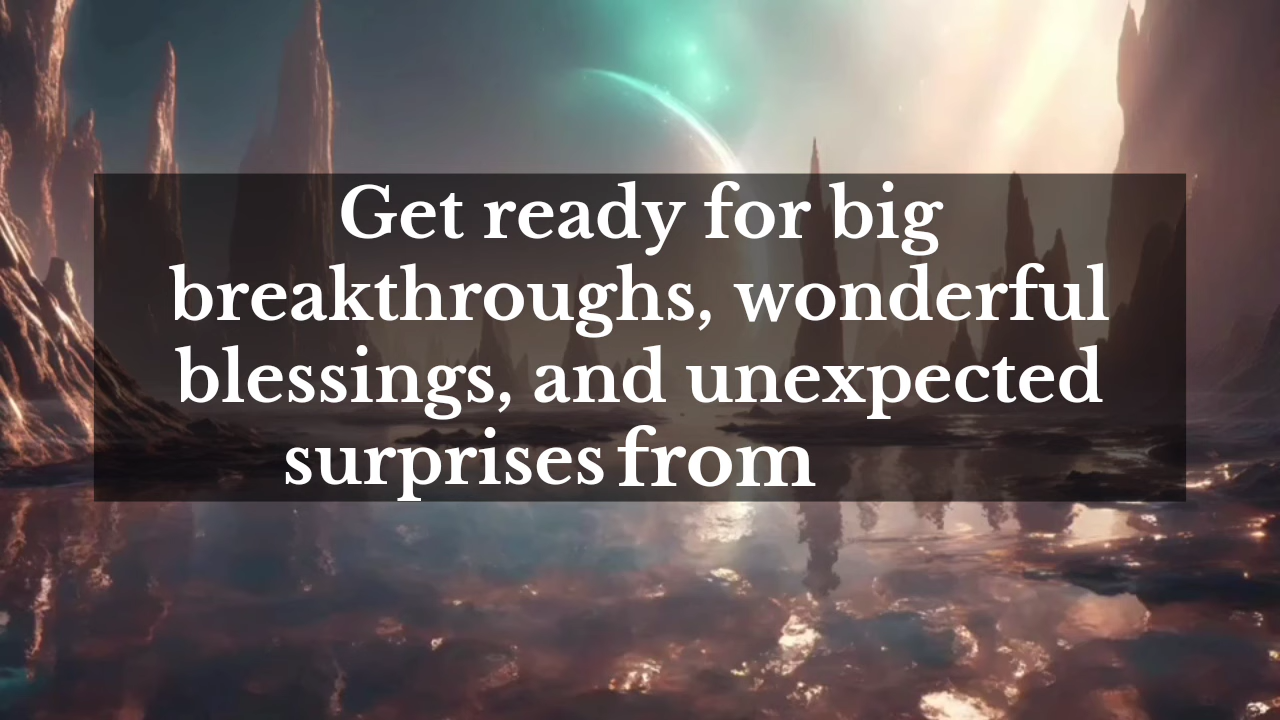 Get ready for big
breakthroughs, wonderful
blessings, and unexpected
surprises from